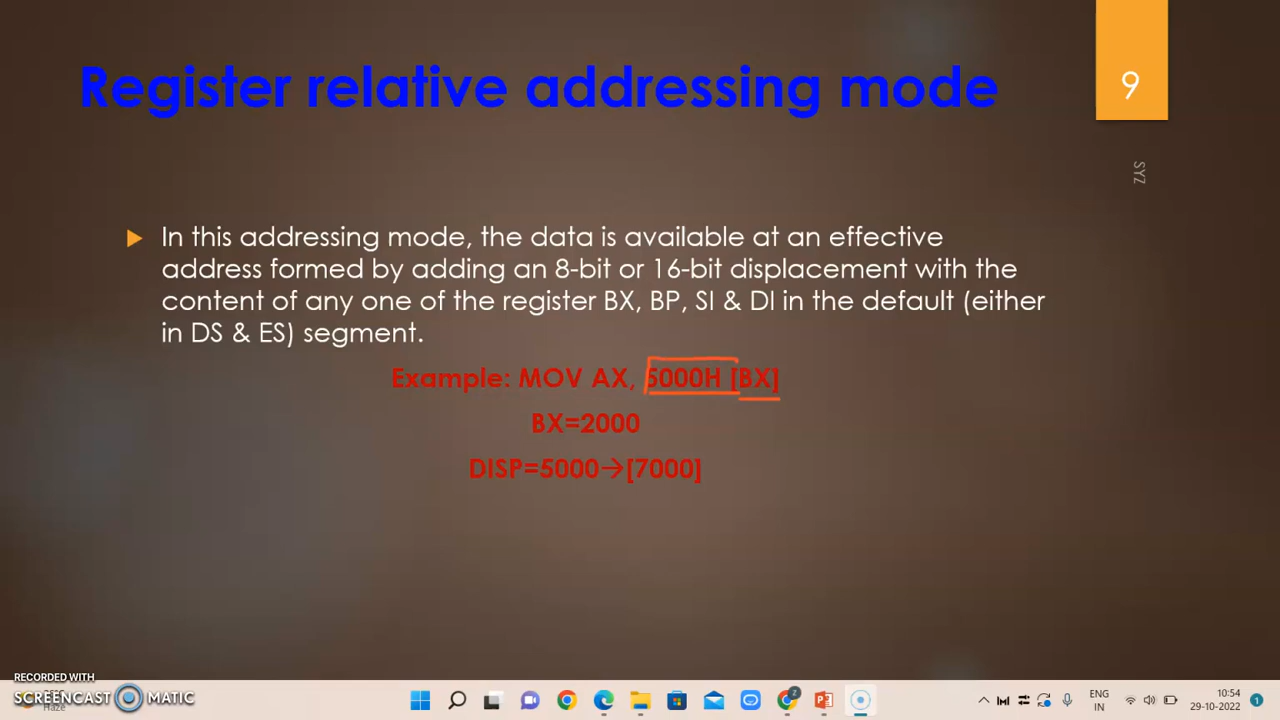 Register relative addressing mode
9
SYZ
In this addressing mode, the data is available at an effective
address formed by adding an 8-bit or 16-bit displacement with the
content of any one of the register BX, BP, SI & DI in the default (either
in DS & ES) segment.
Example: MOV AX, 5000H [BX]
BX=2000
DISP=5000→[7000]
RECORDED WITH
SCREENCAST MATIC
Haze
ENG
IN
10:54
29-10-2022
1